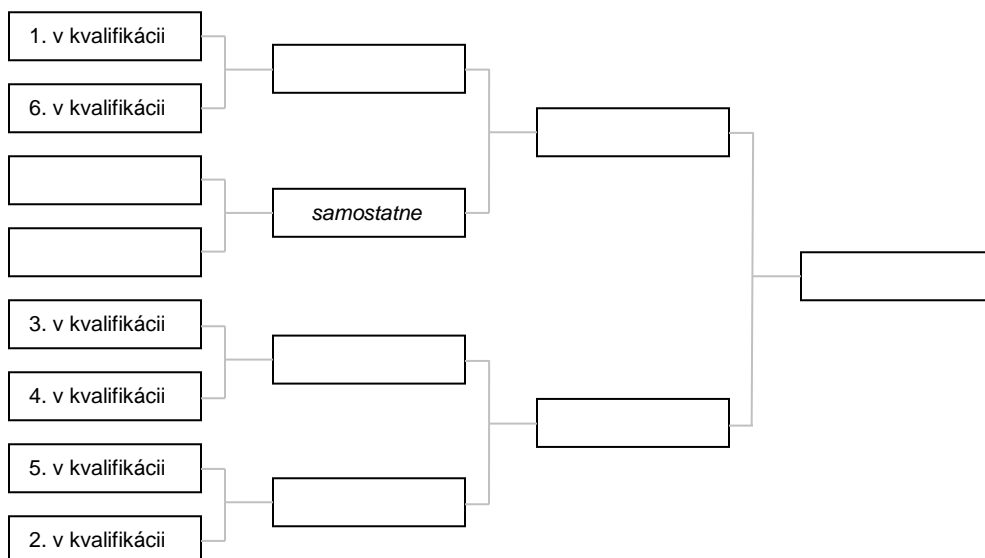 1. v kvalifikácii
6. v kvalifikácii
samostatne
3. v kvalifikácii
4. v kvalifikácii
5. v kvalifikácii
2. v kvalifikácii